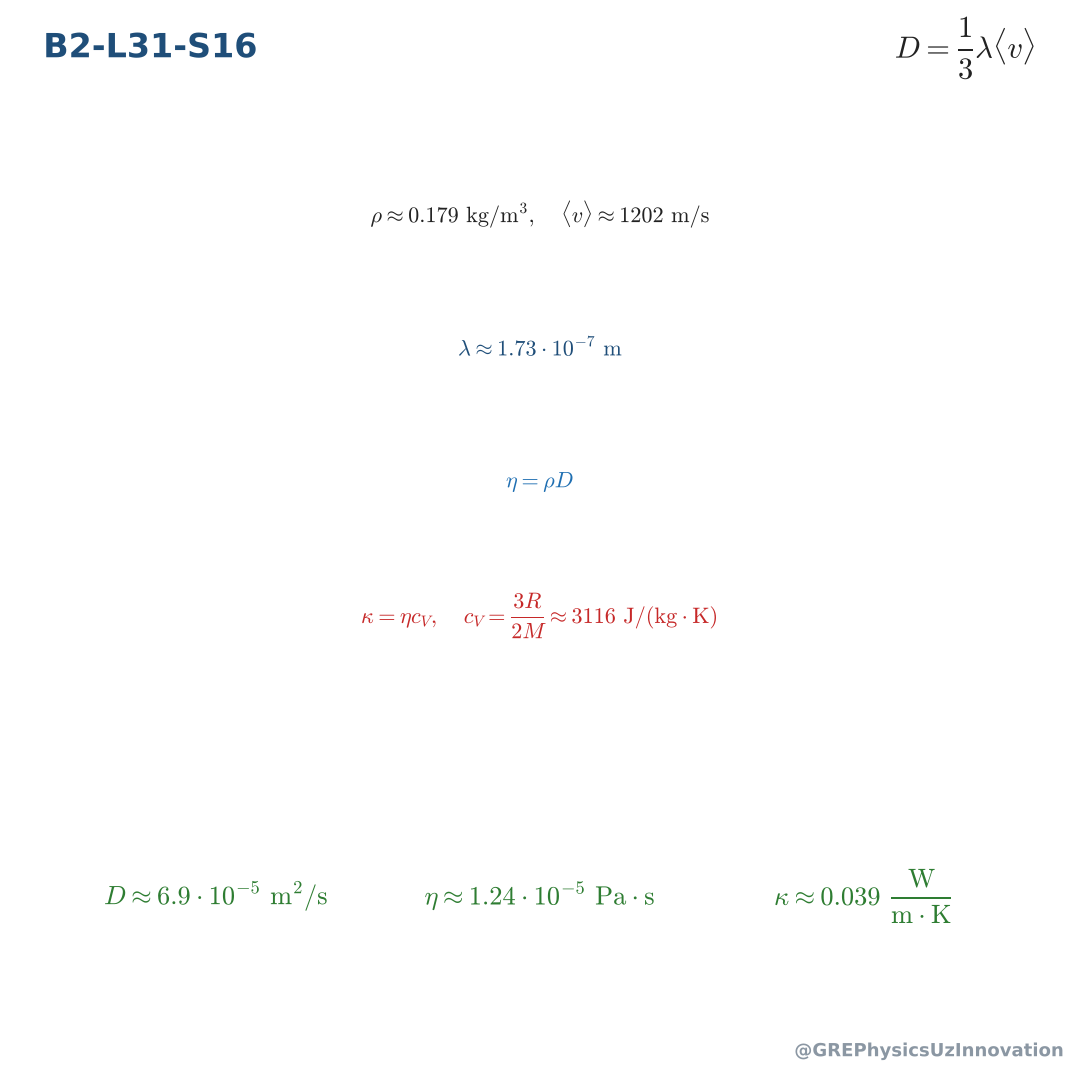 B2-L31-S16
D = 1/3 λ⟨v⟩
ρ ≈ 0.179 kg/m³, ⟨v⟩ ≈ 1202 m/s
λ ≈ 1.73 · 10⁻⁷ m
η = ρD
κ = ηc_V, c_V = 3R/2M ≈ 3116 J/(kg · K)
D ≈ 6.9 · 10⁻⁵ m²/s η ≈ 1.24 · 10⁻⁵ Pa · s κ ≈ 0.039 W/(m · K)
@GREPhysicsUzInnovation